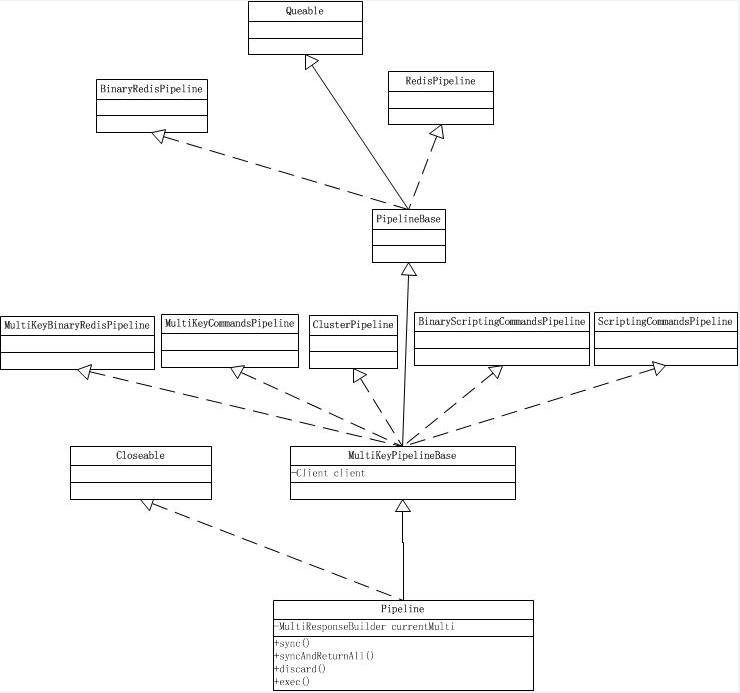 Queable
RedisPipeline
BinaryRedisPipeline
PipelineBase
MultiKeyBinaryRedisPipeline
MultiKeyCommandsPipeline
ClusterPipeline
BinaryScriptingCommandsPipeline
ScriptingCommandsPipeline
Closeable
MultiKeyPipelineBase
-Client client
Pipeline
-MultiResponseBuilder currentMulti
+sync()
+syncAndReturnAll()
+discard()
+exec()